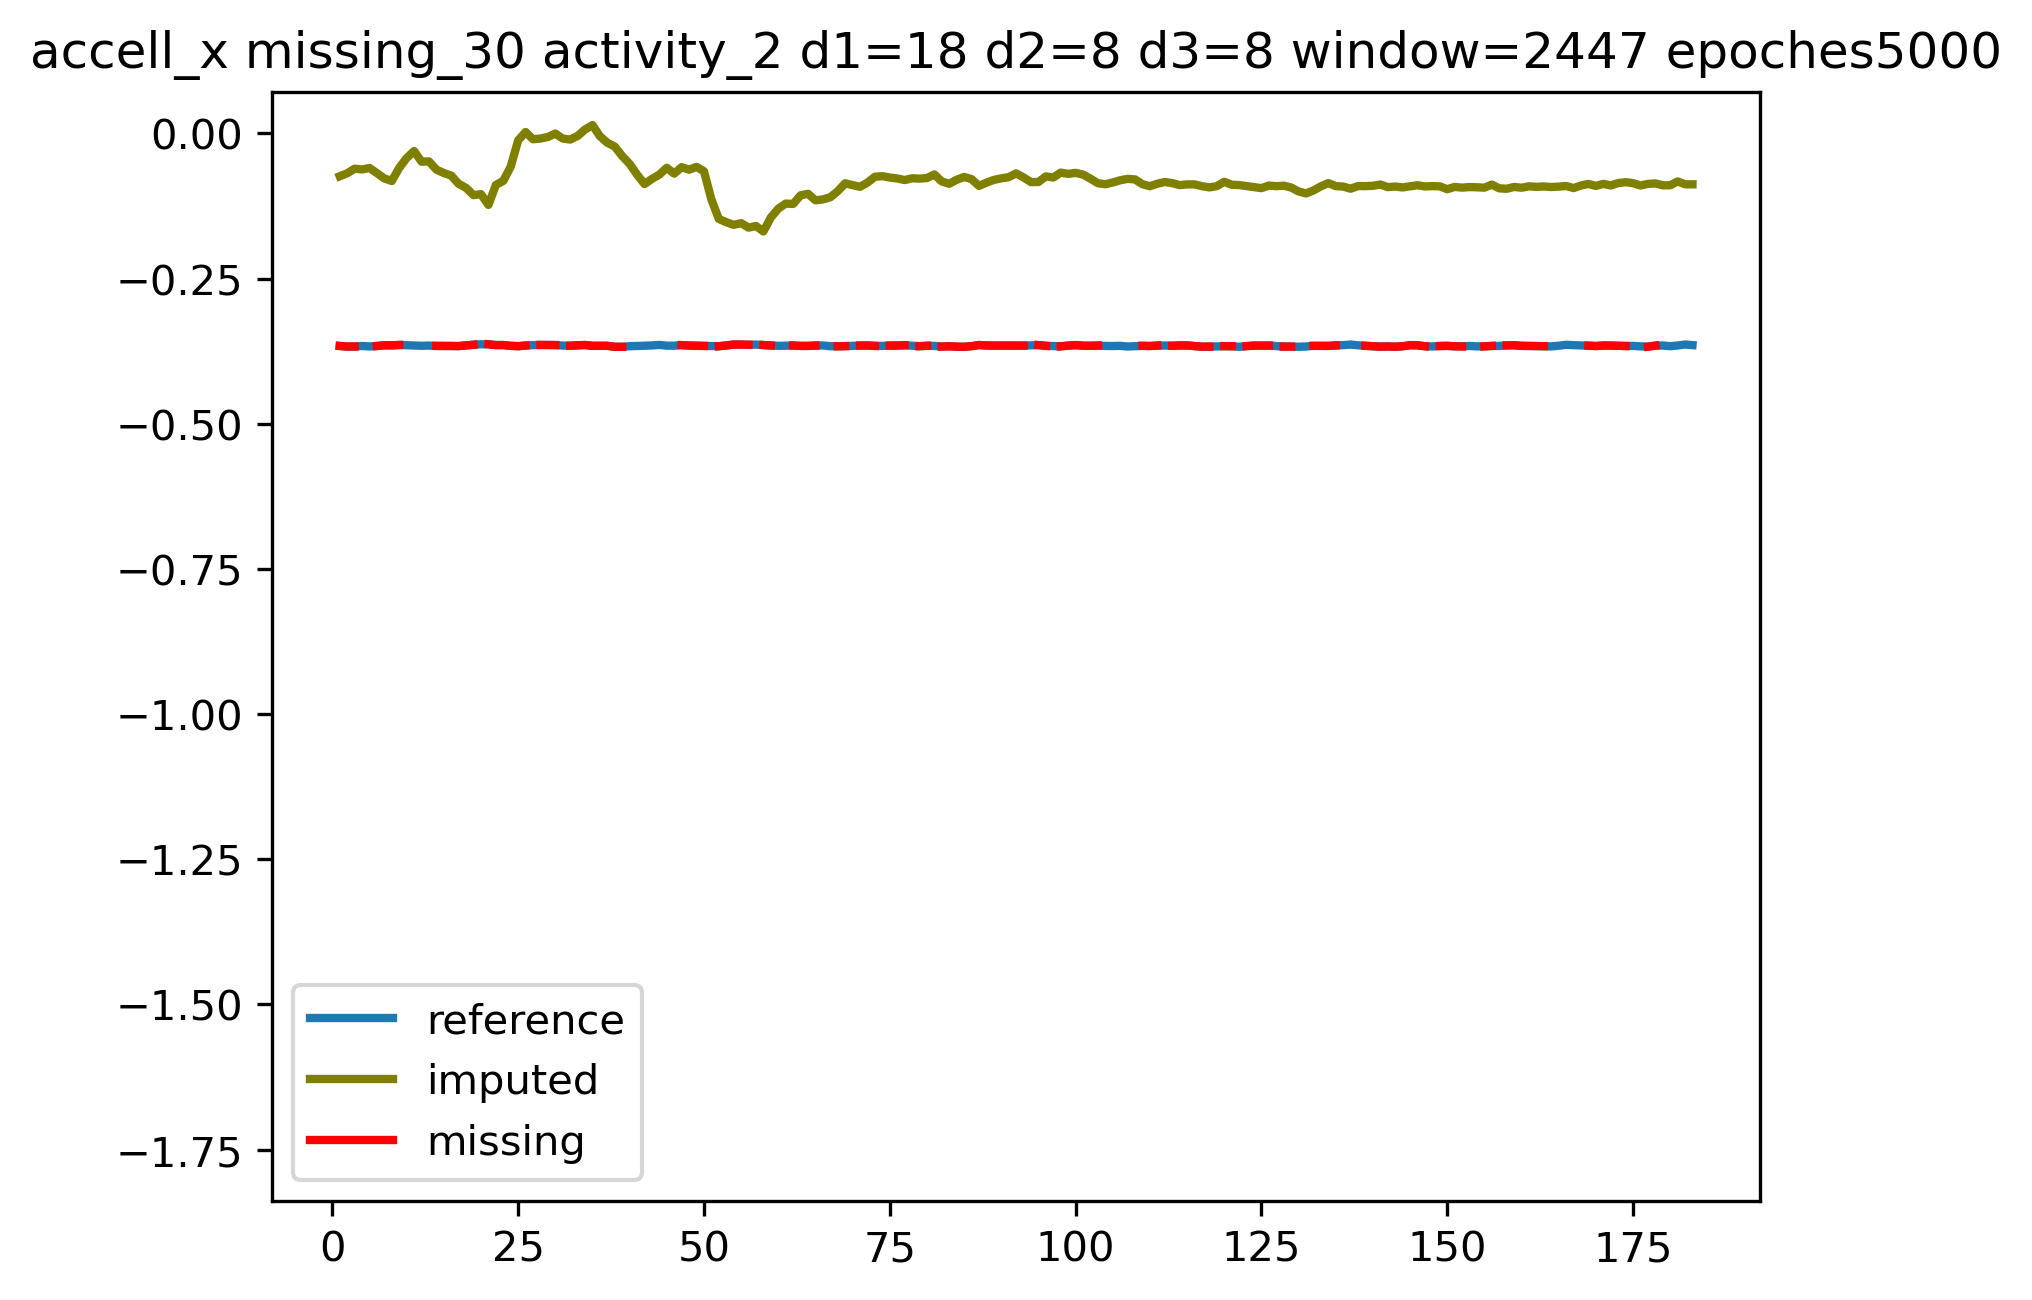 accell_x missing_30 activity_2 d1=18 d2=8 d3=8 window=2447 epoches5000
0.00
−0.25
−0.50
−0.75
−1.00
−1.25
−1.50
−1.75
reference
imputed
missing
0 25 50 75 100 125 150 175